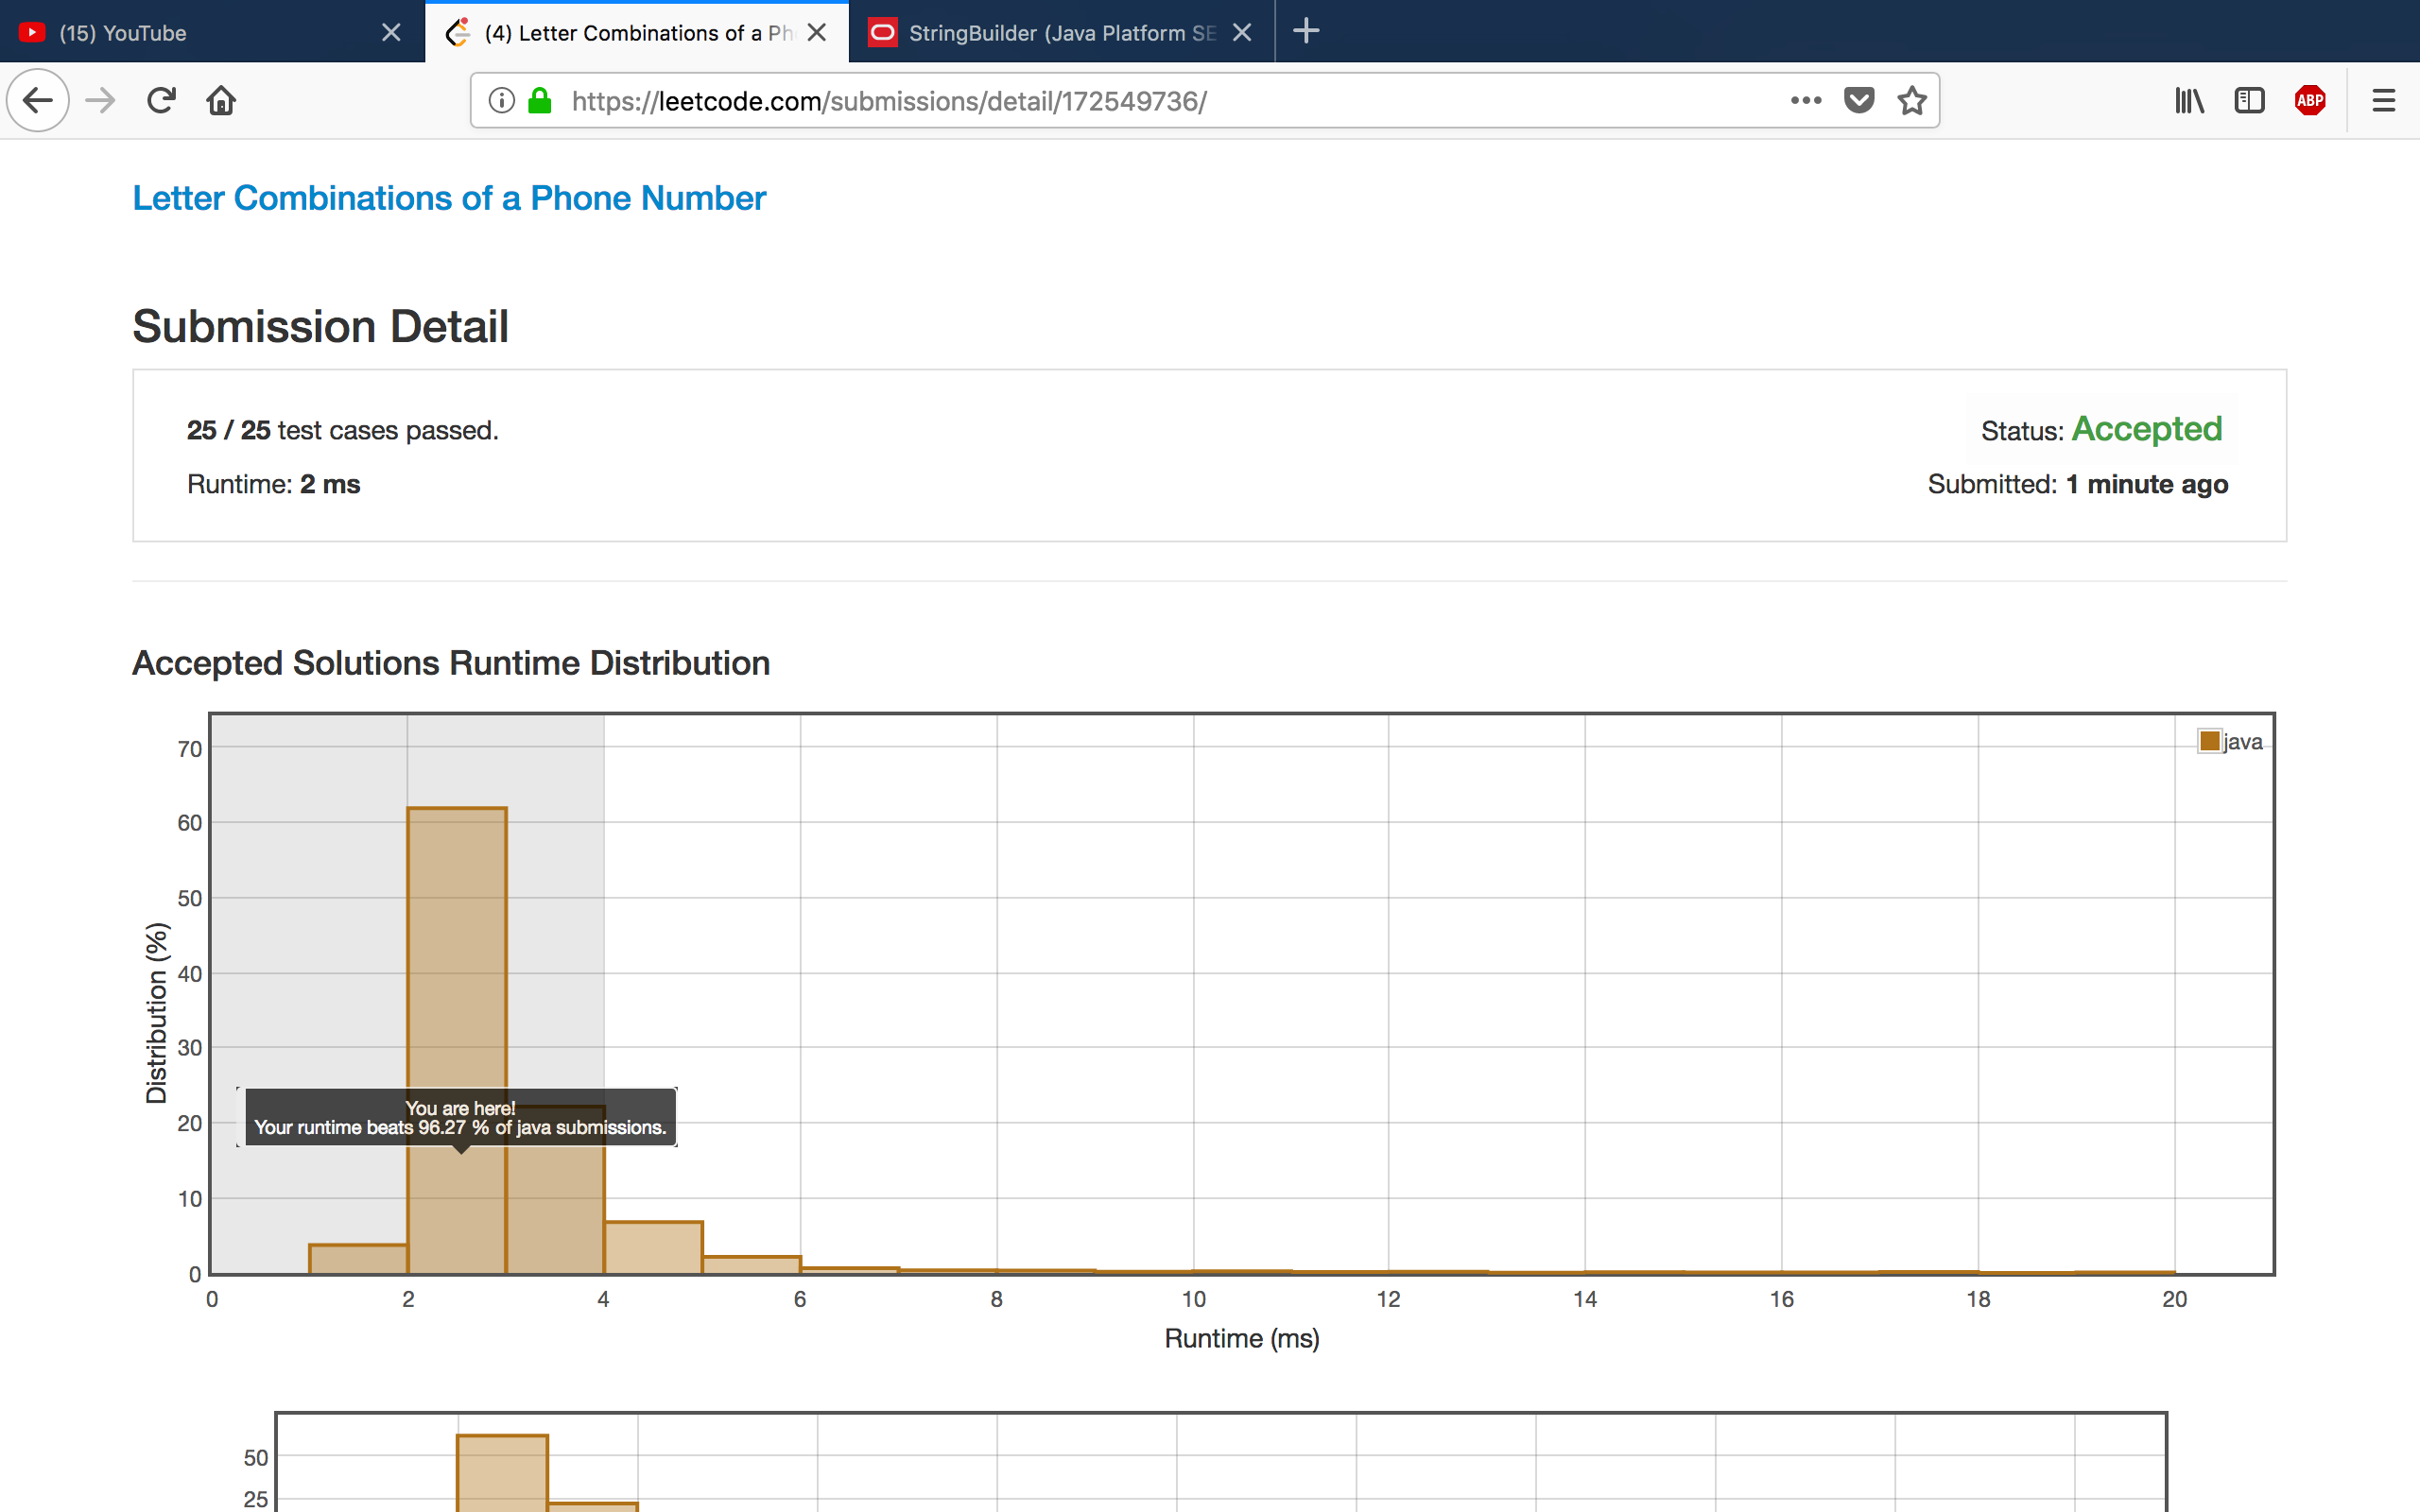 (15) YouTube
(4) Letter Combinations of a Ph
StringBuilder (Java Platform SE
https://leetcode.com/submissions/detail/172549736/
ABP
Letter Combinations of a Phone Number
Submission Detail
25 / 25 test cases passed.
Status: Accepted
Runtime: 2 ms
Submitted: 1 minute ago
Accepted Solutions Runtime Distribution
java
70
60
50
40
30
20
10
0
Distribution (%)
You are here!
Your runtime beats 96.27 % of java submissions.
0 2 4 6 8 10 12 14 16 18 20
Runtime (ms)
50
25